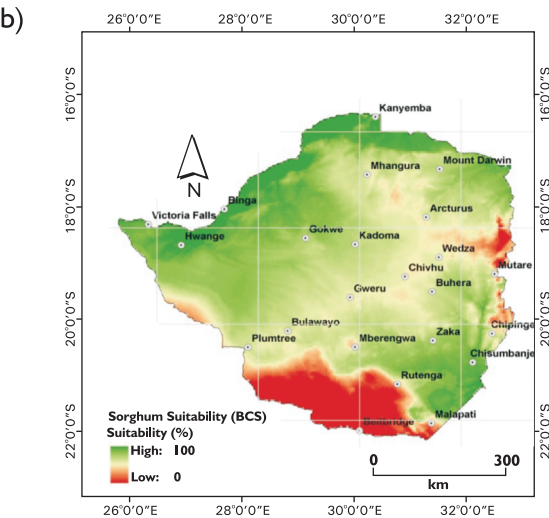 b)
26°0'0"E 28°0'0"E 30°0'0"E 32°0'0"E
16°0'0"S 16°0'0"S
Kanyemba
Mhangura Mount Darwin
N
Binga
18°0'0"S Victoria Falls Arcturus 18°0'0"S
Hwange Gokwe Kadoma
Wedza
Chivhu Mutare
Buhera
Gweru
20°0'0"S Bulawayo Chipinge 20°0'0"S
Plumtree Mberengwa Zaka
Chisumbanje
Rutenga
Sorghum Suitability (BCS) Malapati
Suitability (%) Beitbridge
22°0'0"S High: 100 22°0'0"S
Low: 0
0 300
km
26°0'0"E 28°0'0"E 30°0'0"E 32°0'0"E